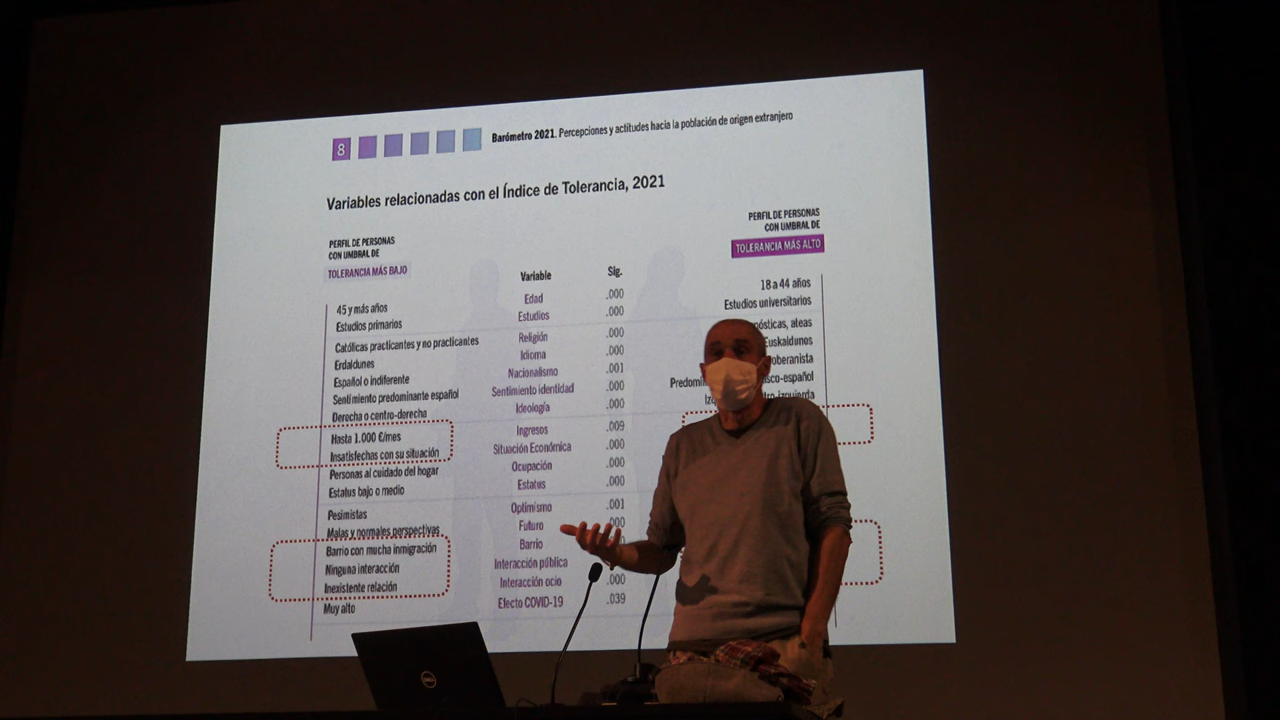 8
Barómetro 2021. Percepciones y actitudes hacia la población de origen extranjero
Variables relacionadas con el Índice de Tolerancia, 2021
PERFIL DE PERSONAS
CON UMBRAL DE
TOLERANCIA MÁS BAJO
PERFIL DE PERSONAS
CON UMBRAL DE
TOLERANCIA MÁS ALTO
Variable Sig.
45 y más años Edad .000 18 a 44 años
Estudios primarios Estudios .000 Estudios universitarios
Católicas practicantes y no practicantes Religión .000 ateas
Erdaldunes Idioma .000 Euskaldunos
Español o indiferente Nacionalismo .001
Sentimiento predominante español Sentimiento identidad .000
Derecha o centro-derecha Ideología .000
Hasta 1.000 €/mes Ingresos .009
Insatisfechas con su situación Situación Económica .000
Personas al cuidado del hogar Ocupación .000
Estatus bajo o medio Estatus .000
Pesimistas Optimismo .001
Malas y normales perspectivas Futuro
Barrio con mucha inmigración Barrio
Ninguna interacción Interacción pública
Inexistente relación Interacción ocio .000
Muy alto Efecto COVID-19 .039
DELL